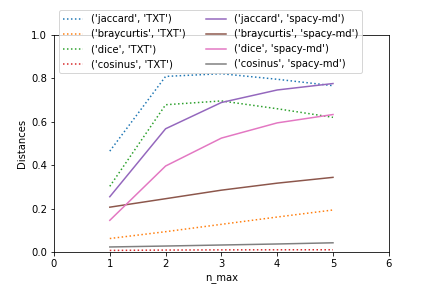 ('jaccard', 'TXT')
('braycurtis', 'TXT')
('dice', 'TXT')
('cosinus', 'TXT')
('jaccard', 'spacy-md')
('braycurtis', 'spacy-md')
('dice', 'spacy-md')
('cosinus', 'spacy-md')
1.0
0.8
0.6
0.4
0.2
0.0
Distances
0 1 2 3 4 5 6
n_max